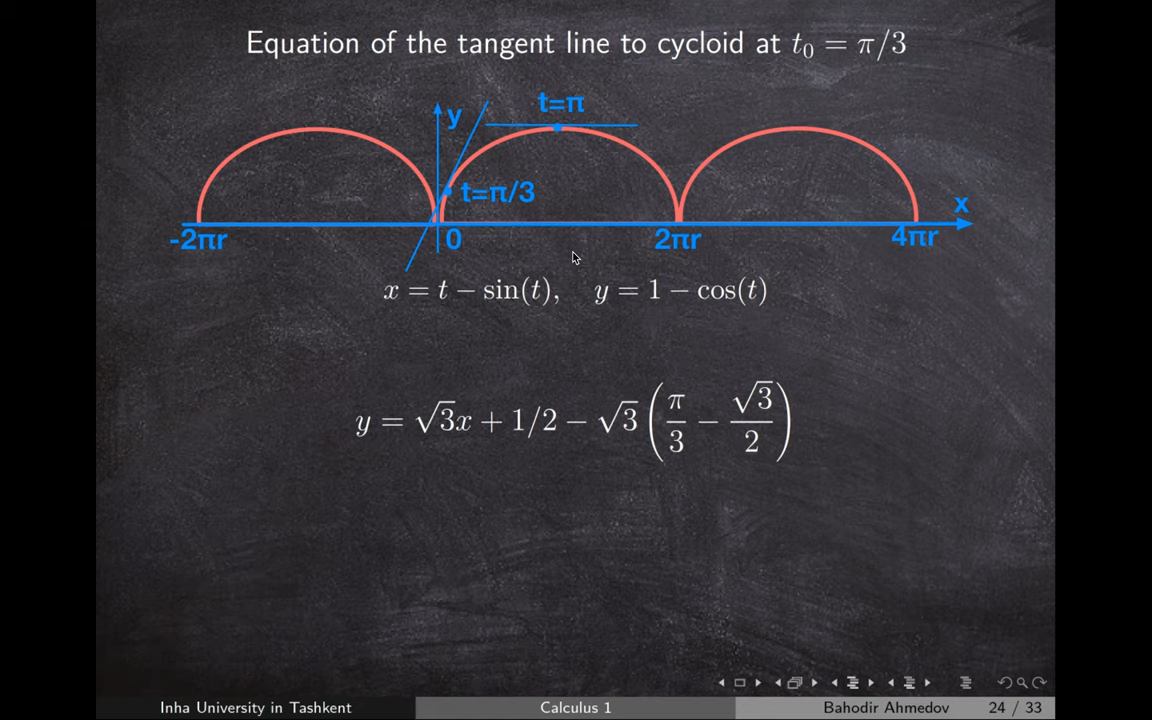 Equation of the tangent line to cycloid at t₀ = π/3
t=π
y
t=π/3
x
-2πr
0
2πr
4πr
x = t − sin(t), y = 1 − cos(t)
y = √3x + 1/2 − √3(π/3 − √3/2)
Inha University in Tashkent
Calculus 1
Bahodir Ahmedov
24 / 33